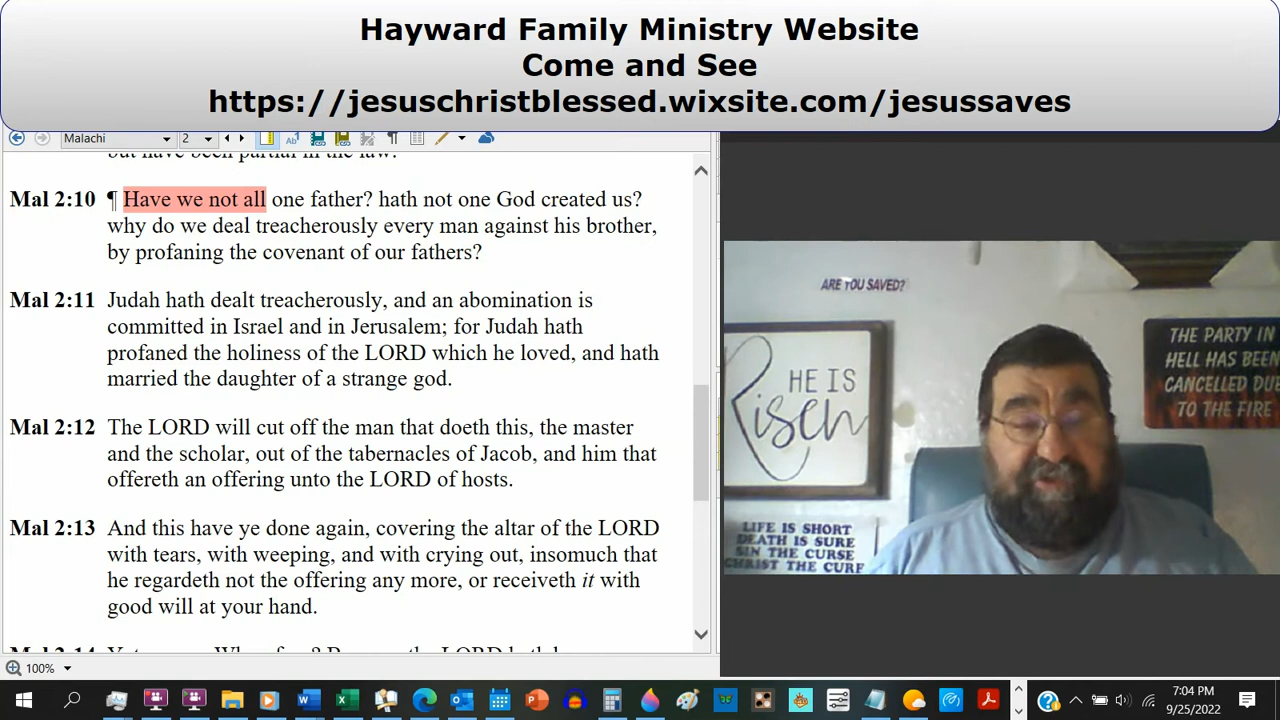 Hayward Family Ministry Website
Come and See
https://jesuschristblessed.wixsite.com/jesussaves
Malachi
2
but have been partial in the law.
Mal 2:10 ¶ Have we not all one father? hath not one God created us?
why do we deal treacherously every man against his brother,
by profaning the covenant of our fathers?
Mal 2:11 Judah hath dealt treacherously, and an abomination is
committed in Israel and in Jerusalem; for Judah hath
profaned the holiness of the LORD which he loved, and hath
married the daughter of a strange god.
Mal 2:12 The LORD will cut off the man that doeth this, the master
and the scholar, out of the tabernacles of Jacob, and him that
offereth an offering unto the LORD of hosts.
Mal 2:13 And this have ye done again, covering the altar of the LORD
with tears, with weeping, and with crying out, insomuch that
he regardeth not the offering any more, or receiveth it with
good will at your hand.
100%
ARE YOU SAVED?
HE IS
Risen
THE PARTY IN
HELL HAS BEEN
CANCELLED DUE
TO THE FIRE
LIFE IS SHORT
DEATH IS SURE
SIN THE CURSE
CHRIST THE CURE
7:04 PM
9/25/2022